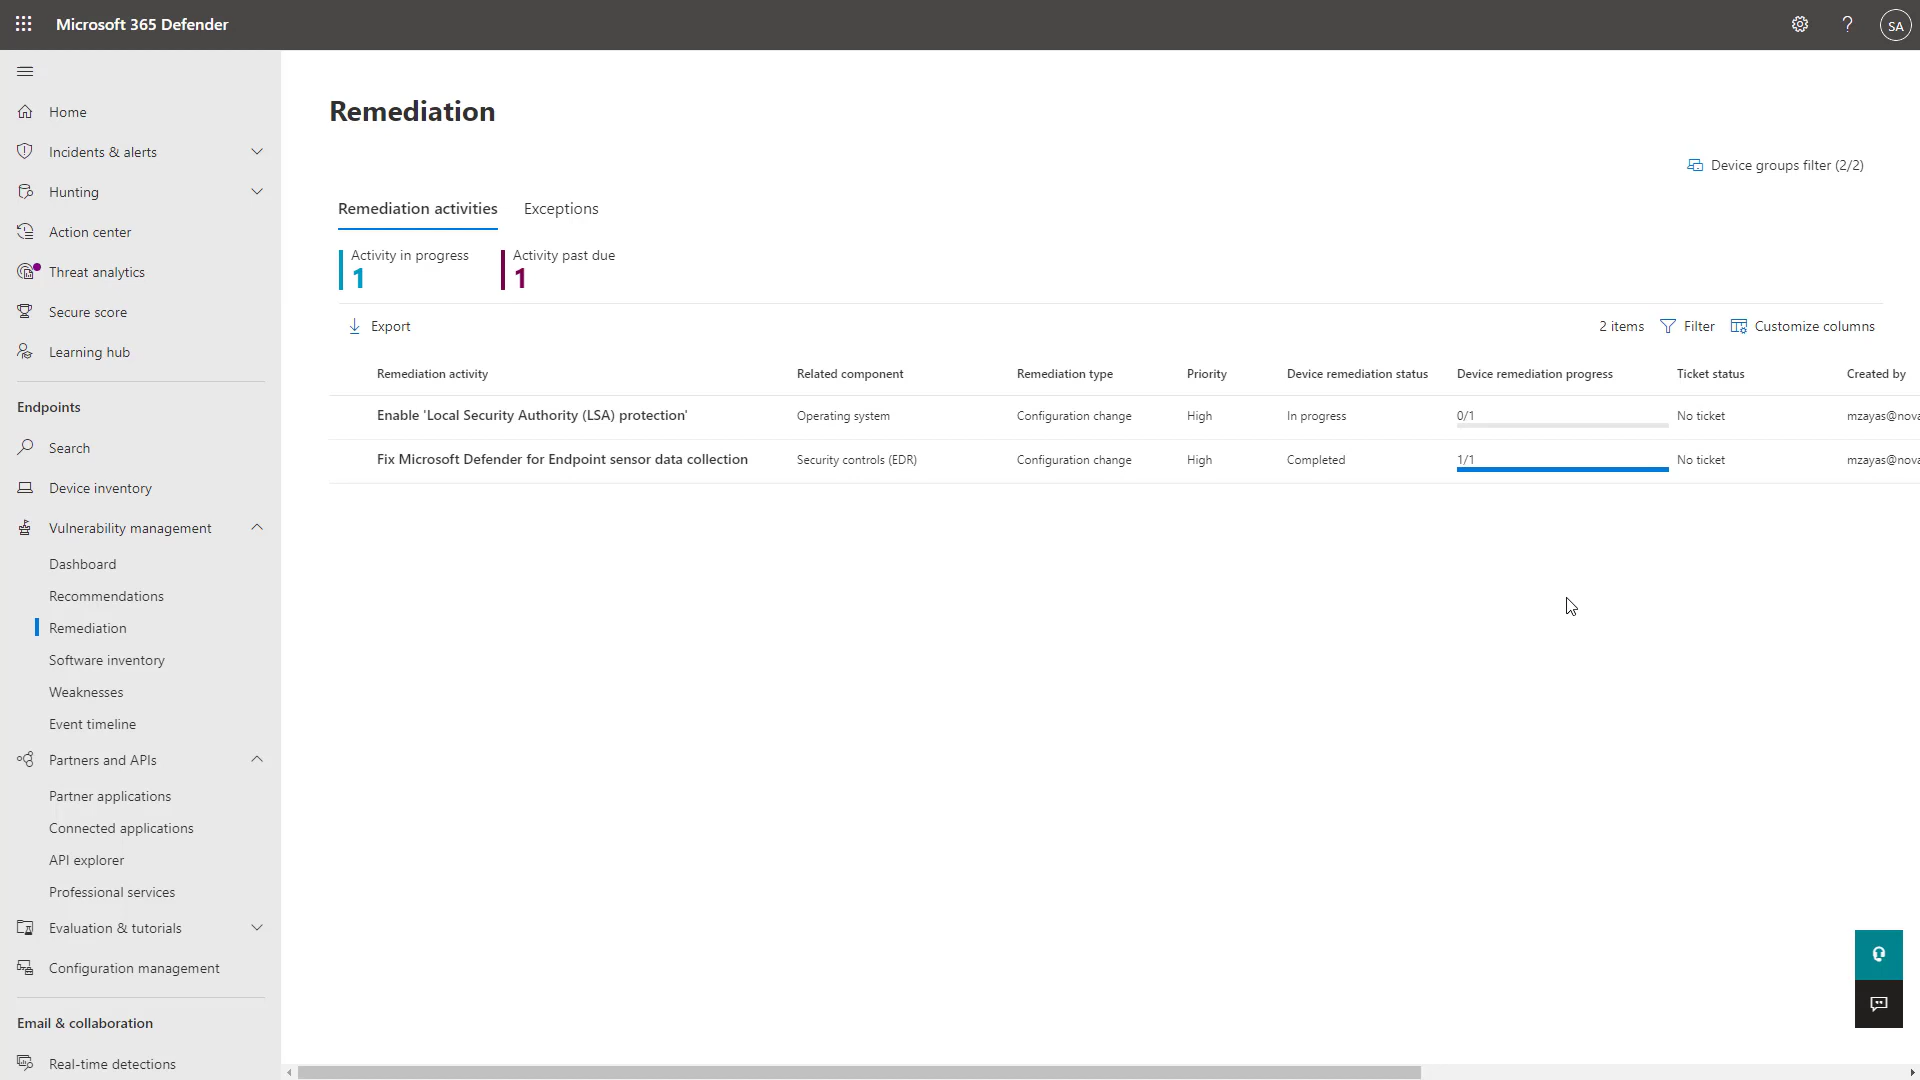 Microsoft 365 Defender
?
SA
Home
Incidents & alerts
Hunting
Action center
Threat analytics
Secure score
Learning hub
Endpoints
Search
Device inventory
Vulnerability management
Dashboard
Recommendations
Remediation
Software inventory
Weaknesses
Event timeline
Partners and APIs
Partner applications
Connected applications
API explorer
Professional services
Evaluation & tutorials
Configuration management
Email & collaboration
Real-time detections
Remediation
Device groups filter (2/2)
Remediation activities Exceptions
Activity in progress Activity past due
1 1
Export 2 items Filter Customize columns
Remediation activity Related component Remediation type Priority Device remediation status Device remediation progress Ticket status Created by
Enable 'Local Security Authority (LSA) protection' Operating system Configuration change High In progress 0/1 No ticket mzayas@nova
Fix Microsoft Defender for Endpoint sensor data collection Security controls (EDR) Configuration change High Completed 1/1 No ticket mzayas@nova